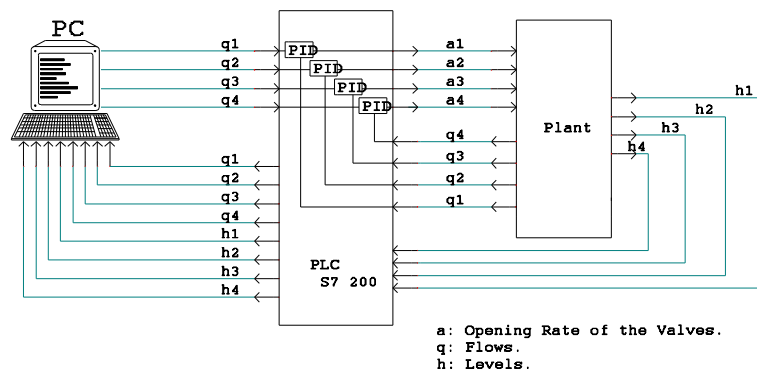 PC
q1
q2
q3
q4
PID
PID
PID
PID
a1
a2
a3
a4
Plant
h1
h2
h3
h4
q4
q3
q2
q1
q1
q2
q3
q4
h1
h2
h3
h4
PLC
S7 200
a: Opening Rate of the Valves.
q: Flows.
h: Levels.